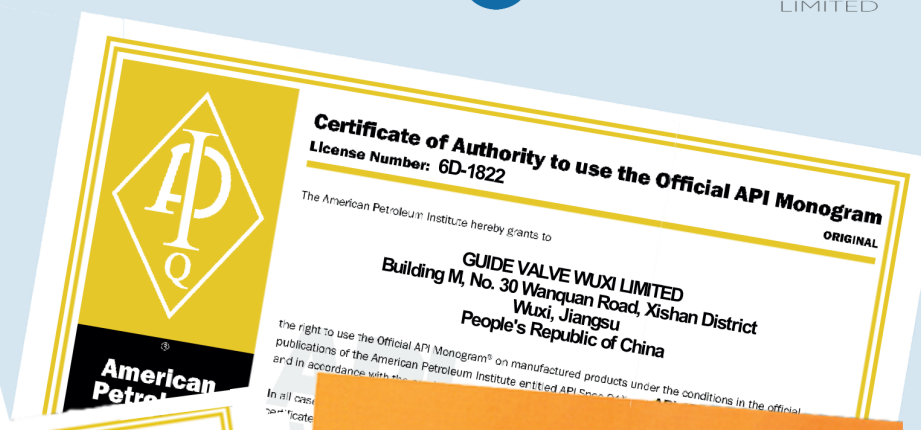 LIMITED
Certificate of Authority to use the Official API Monogram
License Number: 6D-1822
ORIGINAL
The American Petroleum Institute hereby grants to
GUIDE VALVE WUXI LIMITED
Building M, No. 30 Wanquan Road, Xishan District
Wuxi, Jiangsu
People's Republic of China
the right to use the Official API Monogram® on manufactured products under the conditions in the official
publications of the American Petroleum Institute entitled API Spec
and in accordance with the
In all
API
Q
®
American